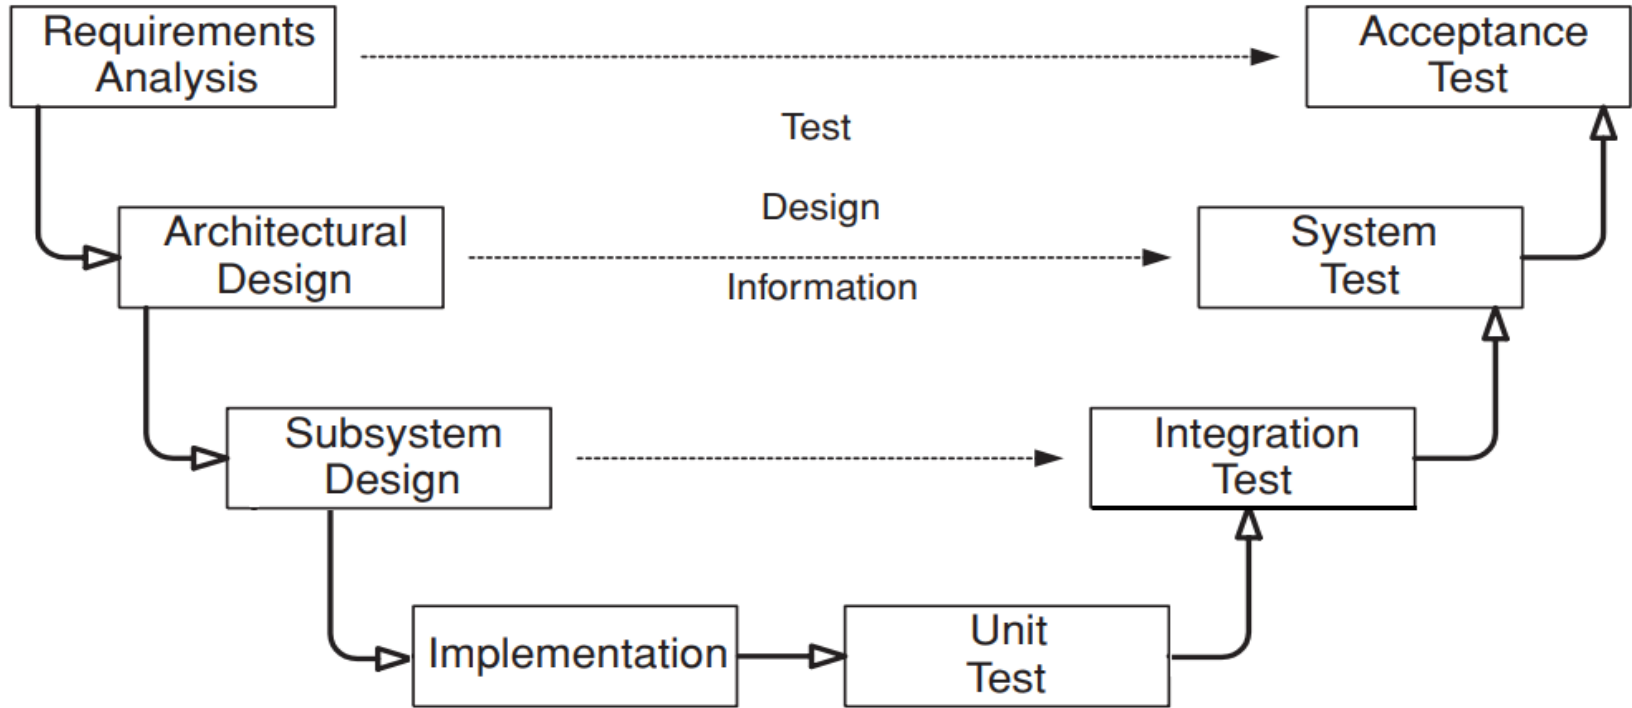 Requirements
Analysis
Acceptance
Test
Test
Architectural
Design
Design
System
Test
Information
Subsystem
Design
Integration
Test
Implementation
Unit
Test